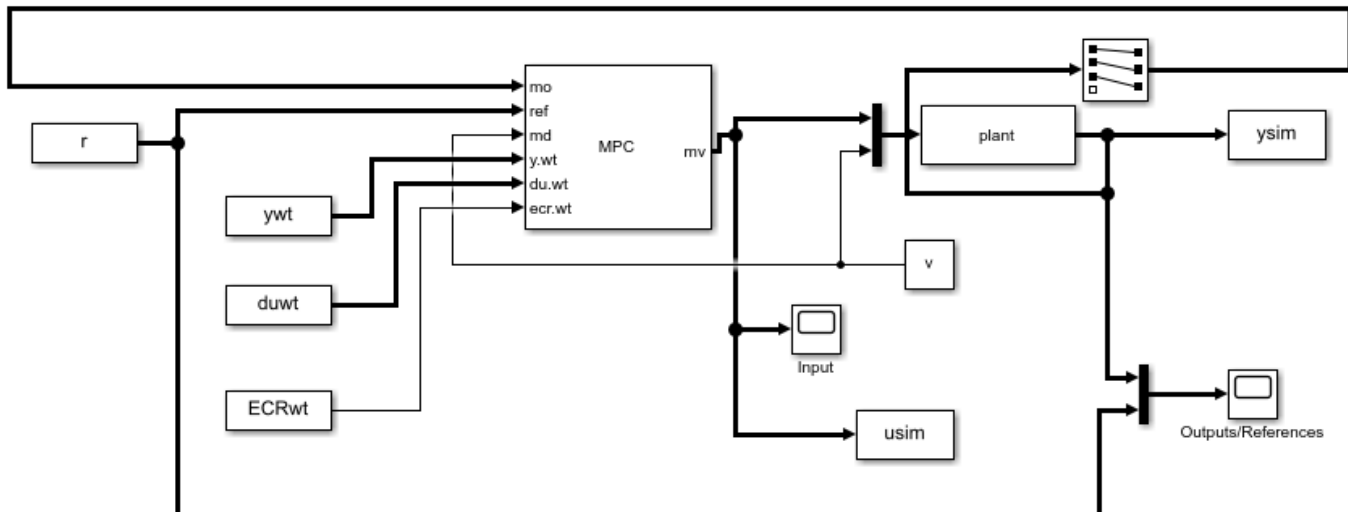 mo
ref
md
y.wt
du.wt
ecr.wt
MPC
mv
r
ywt
duwt
ECRwt
plant
ysim
v
Input
usim
Outputs/References